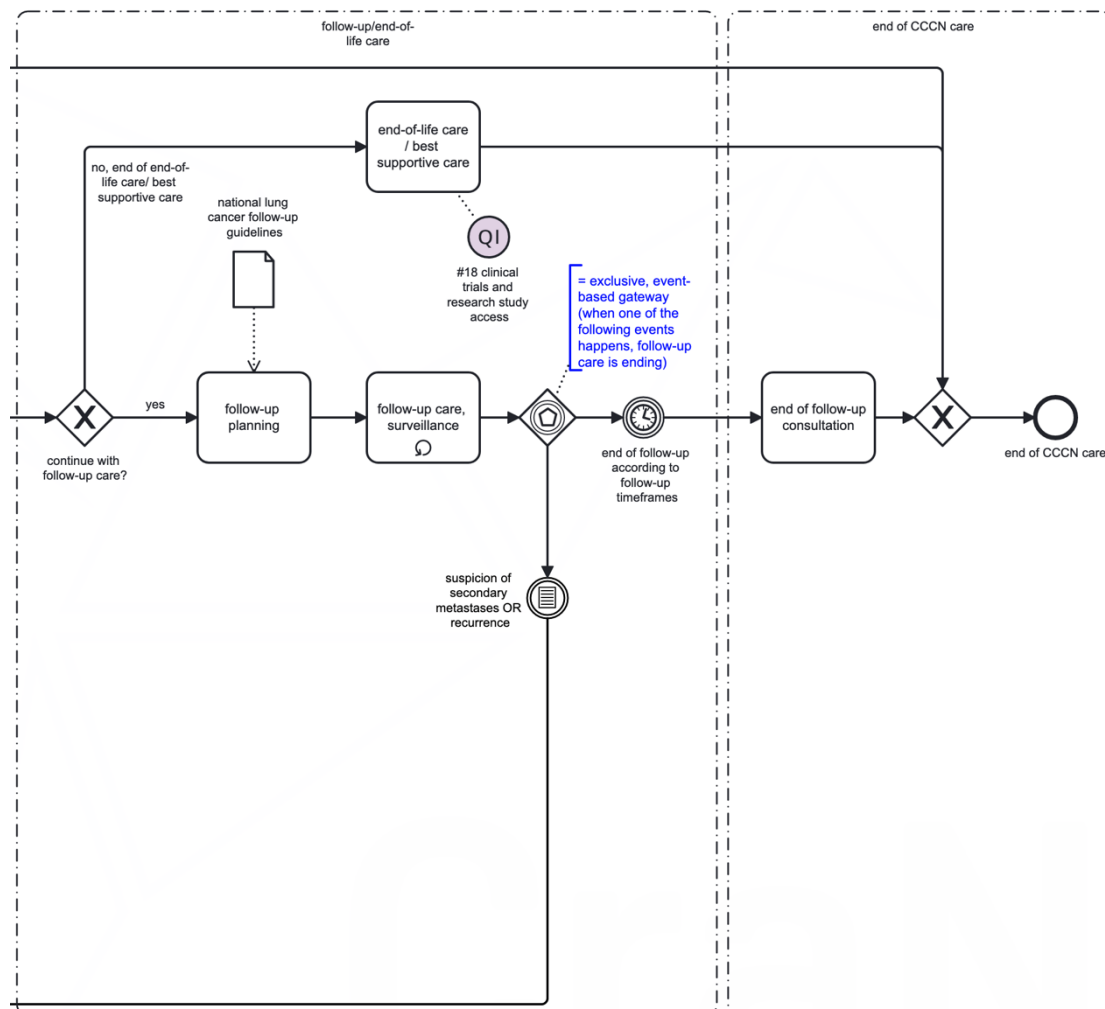 follow-up/end-of-
life care
end of CCCN care
end-of-life care
/ best
supportive care
no, end of end-of-
life care/ best
supportive care
national lung
cancer follow-up
guidelines
QI
#18 clinical
trials and
research study
access
= exclusive, event-
based gateway
(when one of the
following events
happens, follow-up
care is ending)
X
continue with
follow-up care?
yes
follow-up
planning
follow-up care,
surveillance
end of follow-up
according to
follow-up
timeframes
end of follow-up
consultation
X
end of CCCN care
suspicion of
secondary
metastases OR
recurrence